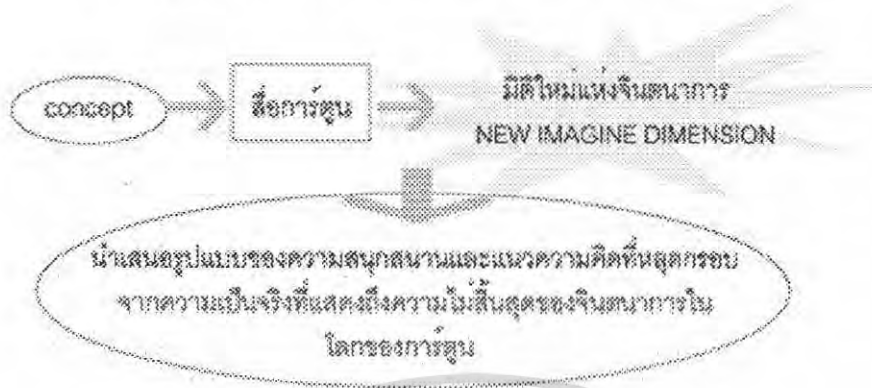 concept
สื่อการ์ตูน
มิติใหม่แห่งจินตนาการ
NEW IMAGINE DIMENSION
นำเสนอรูปแบบของความสนุกสนานและแนวความคิดที่หลุดกรอบ
จากความเป็นจริงที่แสดงถึงความไม่สิ้นสุดของจินตนาการใน
โลกของการ์ตูน